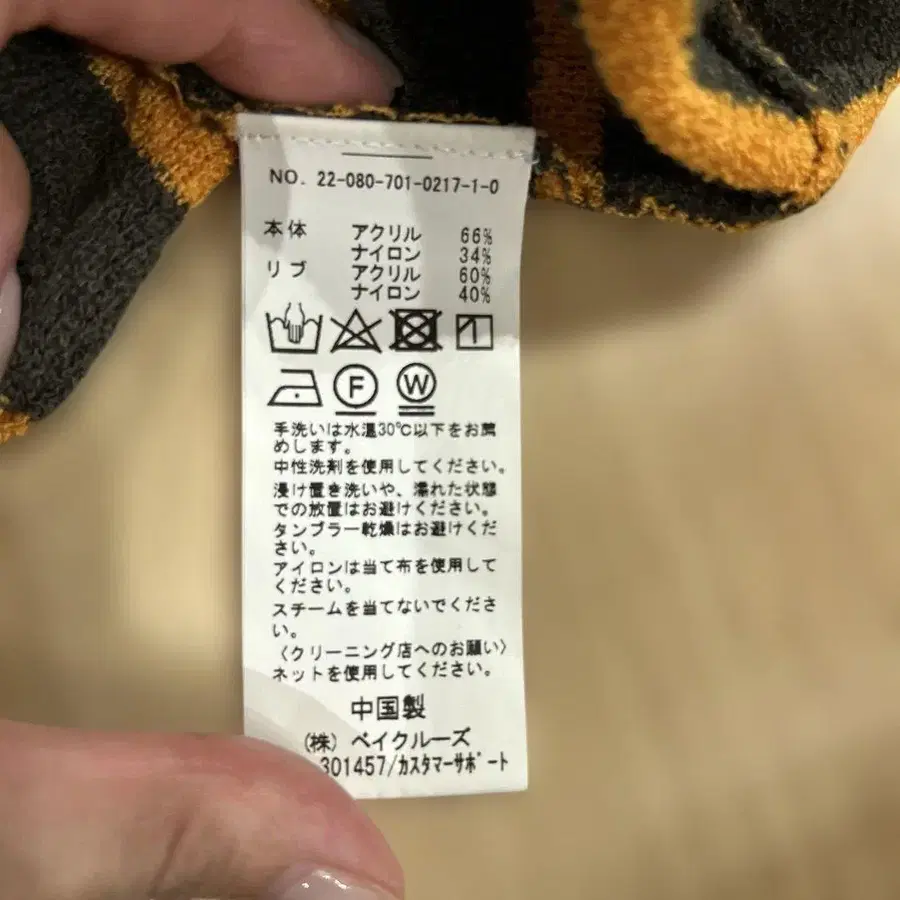 NO. 22-080-701-0217-1-0
本体 アクリル 66%
ナイロン 34%
リブ アクリル 60%
ナイロン 40%
F W
手洗いは水温30℃以下をお薦
めします。
中性洗剤を使用してください。
浸け置き洗いや、濡れた状態
での放置はお避けください。
タンブラー乾燥はお避けくだ
さい。
アイロンは当て布を使用して
ください。
スチームを当てないでくださ
い。
〈クリーニング店へのお願い〉
ネットを使用してください。
中国製
(株) ベイクルーズ
301457/カスタマーサポート